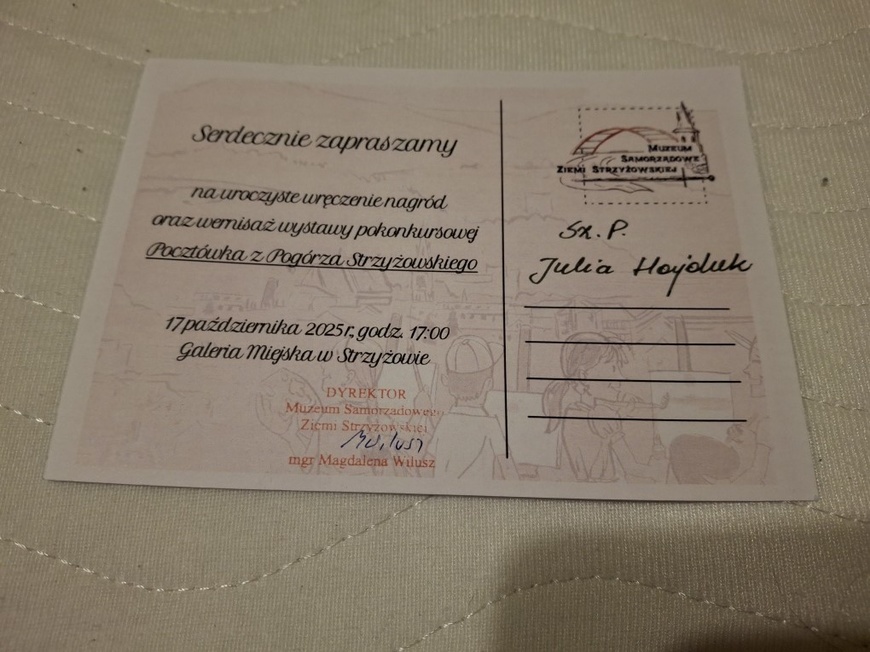 Serdecznie zapraszamy
na uroczyste wręczenie nagród
oraz wernisaż wystawy pokonkursowej
Pocztówka z Pogórza Strzyżowskiego
17 października 2025 r, godz. 17:00
Galeria Miejska w Strzyżowie
DYREKTOR
Muzeum Samorządowego
Ziemi Strzyżowskiej
mgr Magdalena Wilusz
MUZEUM
SAMORZĄDOWE
ZIEMI STRZYŻOWSKIEJ
Sz. P.
Julia Hajduk